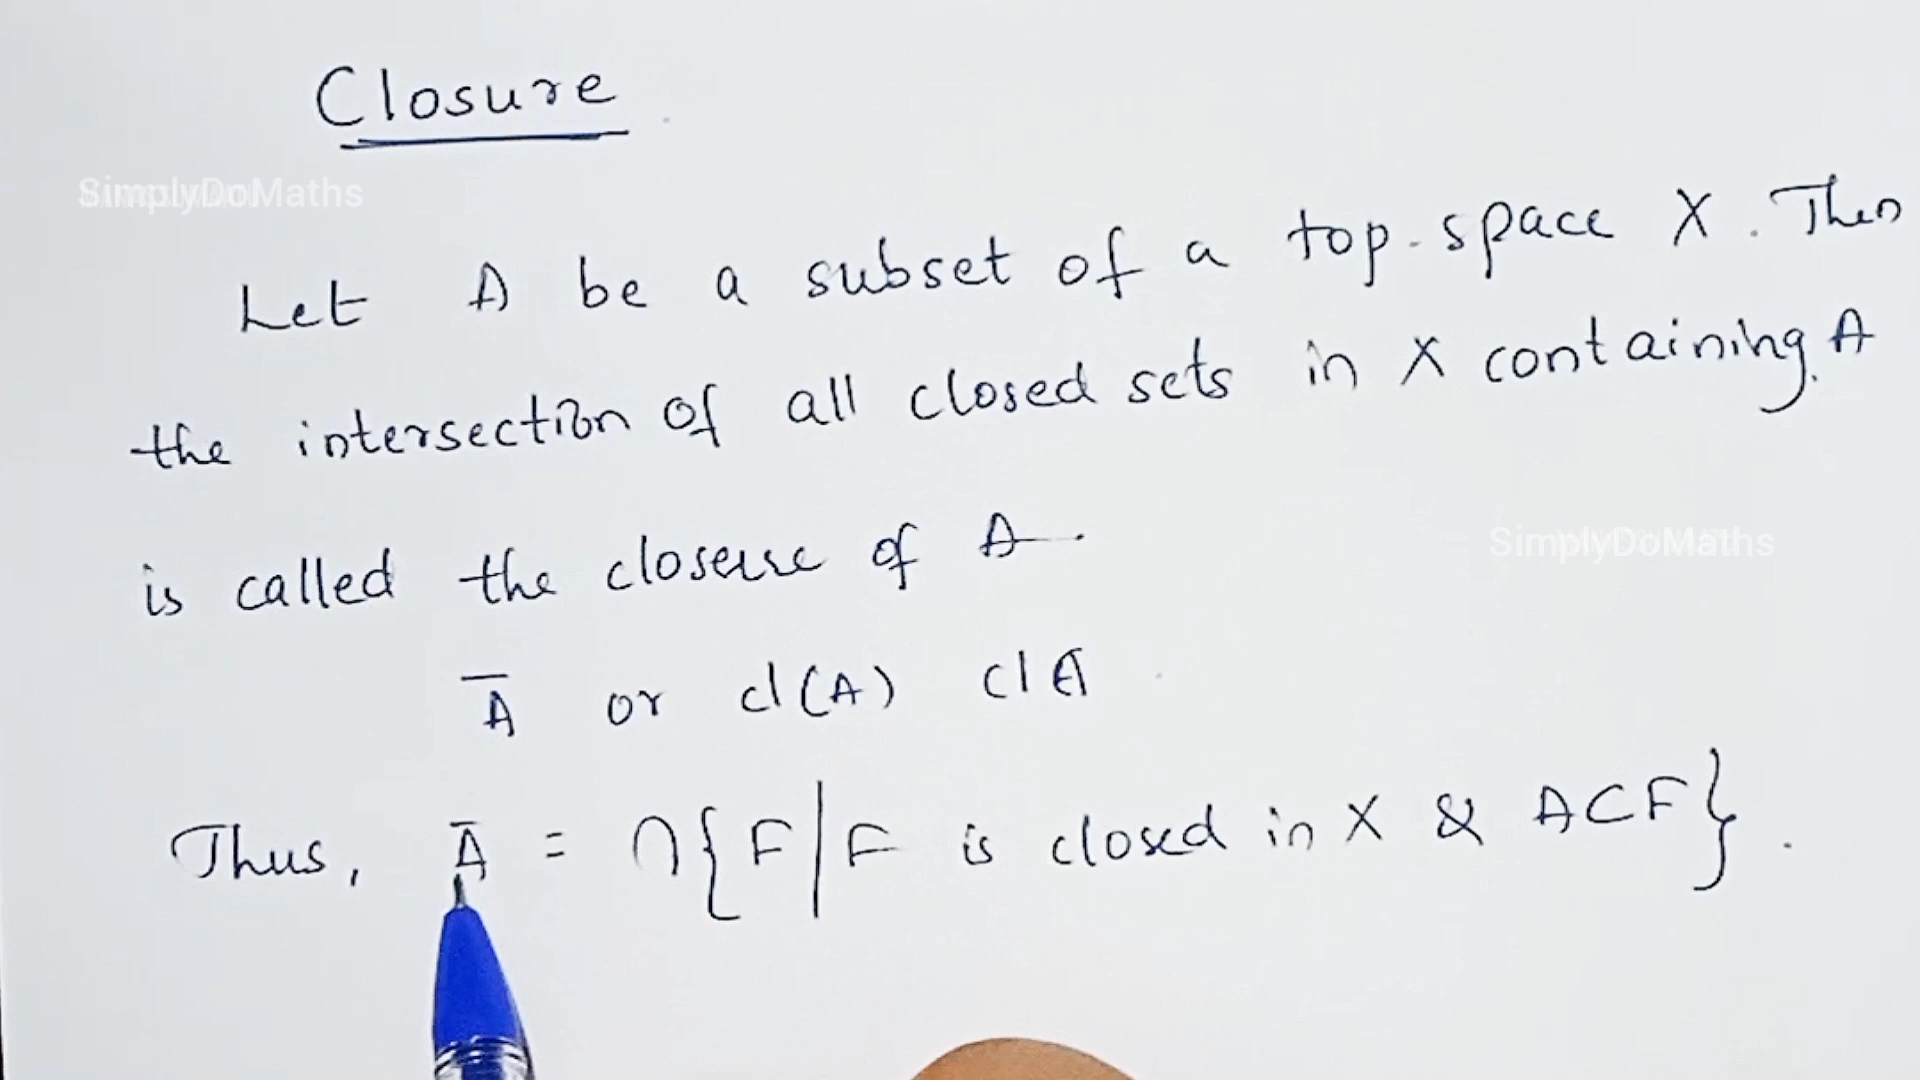 Closure
SimplyDoMaths
Let A be a subset of a top. space X. Then
the intersection of all closed sets in X containing A
is called the closure of A.
SimplyDoMaths
A̅ or cl(A) cl A
Thus, A̅ = ∩{F|F is closed in X & A⊂F}.